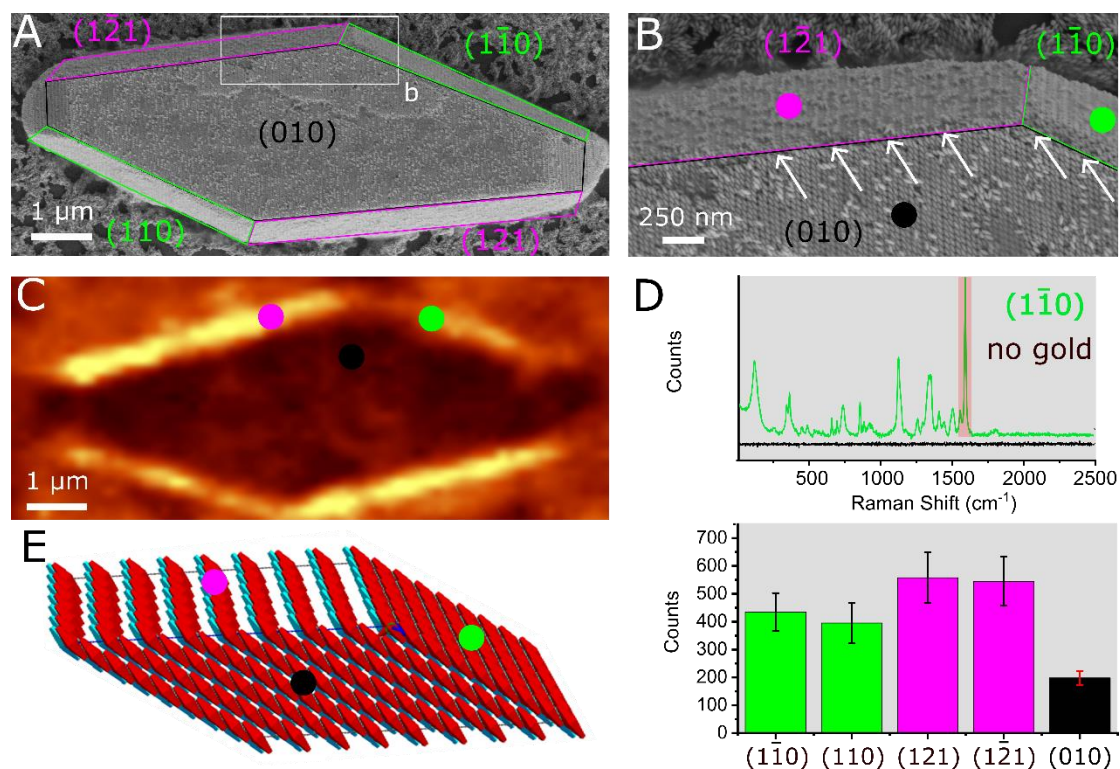 A
(12̄1)
(11̄0)
b
(010)
1 µm
(110)
(121)
B
(12̄1)
(11̄0)
250 nm
(010)
C
1 µm
D
(11̄0)
no gold
Counts
500 1000 1500 2000 2500
Raman Shift (cm⁻¹)
E
700
600
500
400
300
200
100
0
Counts
(11̄0) (110) (121) (12̄1) (010)